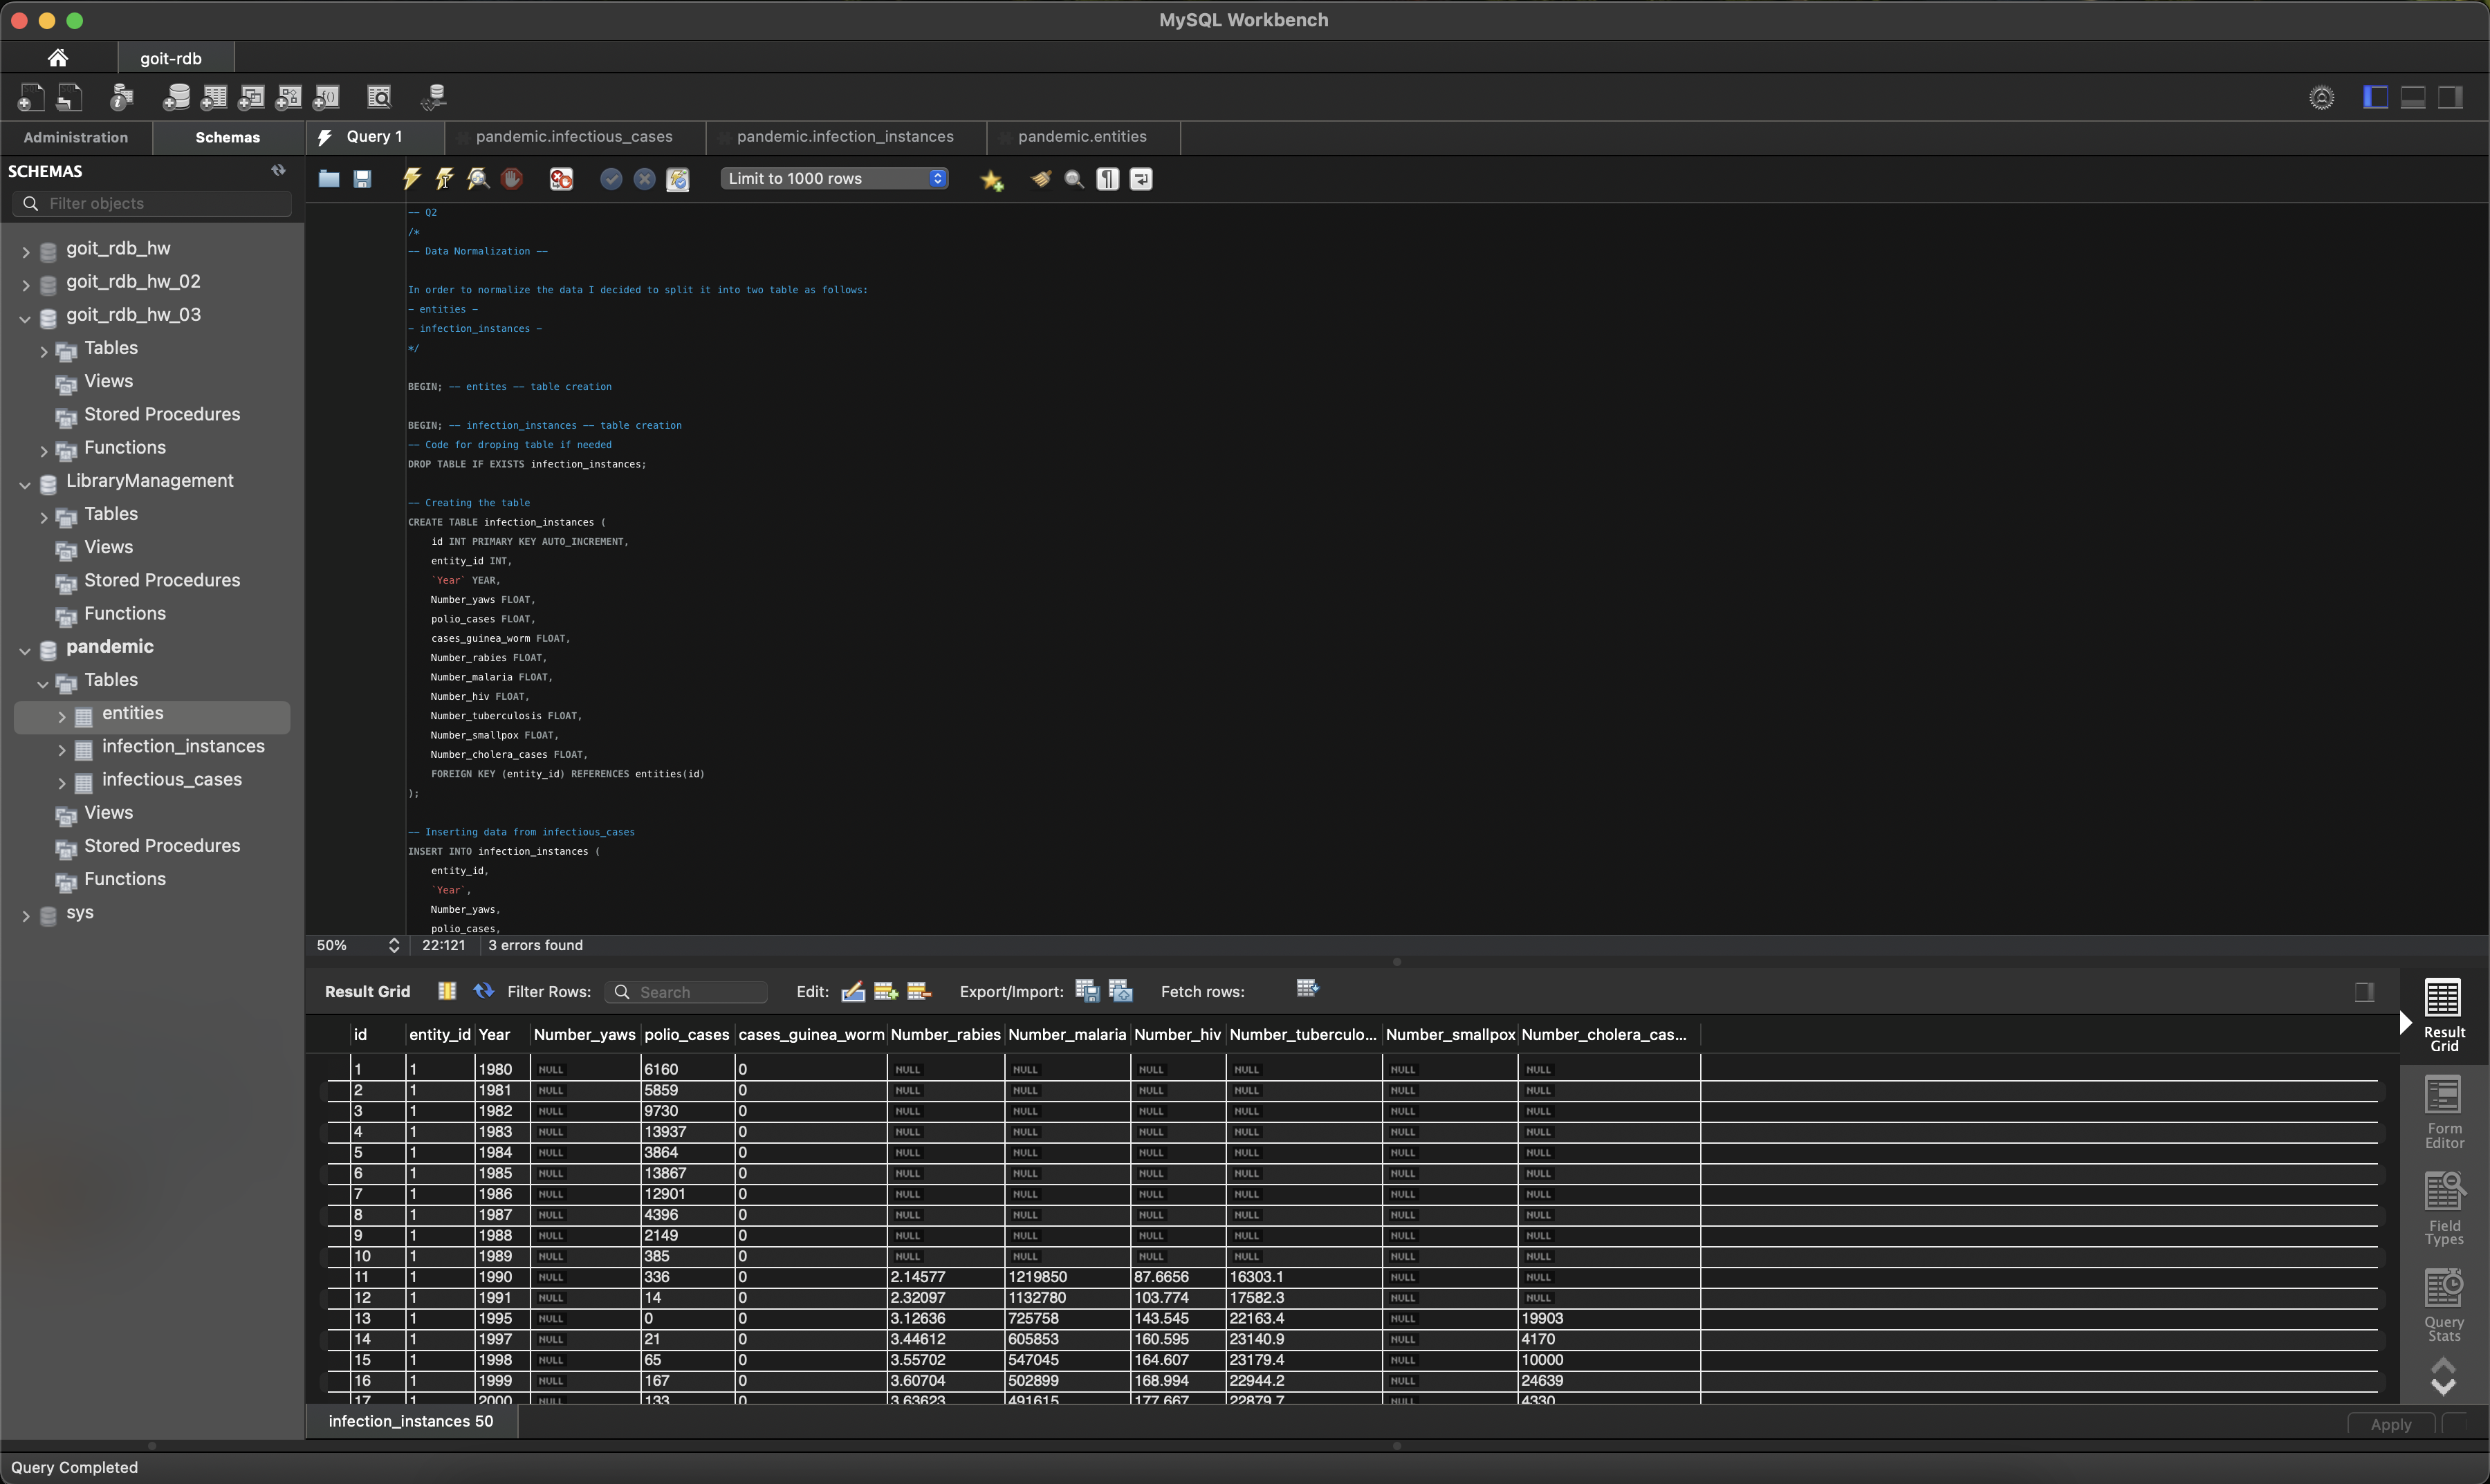 MySQL Workbench
goit-rdb
Administration
Schemas
Query 1
pandemic.infectious_cases
pandemic.infection_instances
pandemic.entities
SCHEMAS
Filter objects
goit_rdb_hw
goit_rdb_hw_02
goit_rdb_hw_03
Tables
Views
Stored Procedures
Functions
LibraryManagement
Tables
Views
Stored Procedures
Functions
pandemic
Tables
entities
infection_instances
infectious_cases
Views
Stored Procedures
Functions
sys
Limit to 1000 rows
-- Q2
/*
-- Data Normalization --
In order to normalize the data I decided to split it into two table as follows:
- entities -
- infection_instances -
*/
BEGIN; -- entites -- table creation
BEGIN; -- infection_instances -- table creation
-- Code for droping table if needed
DROP TABLE IF EXISTS infection_instances;
-- Creating the table
CREATE TABLE infection_instances (
id INT PRIMARY KEY AUTO_INCREMENT,
entity_id INT,
`Year` YEAR,
Number_yaws FLOAT,
polio_cases FLOAT,
cases_guinea_worm FLOAT,
Number_rabies FLOAT,
Number_malaria FLOAT,
Number_hiv FLOAT,
Number_tuberculosis FLOAT,
Number_smallpox FLOAT,
Number_cholera_cases FLOAT,
FOREIGN KEY (entity_id) REFERENCES entities(id)
);
-- Inserting data from infectious_cases
INSERT INTO infection_instances (
entity_id,
`Year`,
Number_yaws,
polio_cases,
50% 22:121 3 errors found
Result Grid Filter Rows: Search Edit: Export/Import: Fetch rows:
id entity_id Year Number_yaws polio_cases cases_guinea_worm Number_rabies Number_malaria Number_hiv Number_tuberculo... Number_smallpox Number_cholera_cas...
1 1 1980 NULL 6160 0 NULL NULL NULL NULL NULL NULL
2 1 1981 NULL 5859 0 NULL NULL NULL NULL NULL NULL
3 1 1982 NULL 9730 0 NULL NULL NULL NULL NULL NULL
4 1 1983 NULL 13937 0 NULL NULL NULL NULL NULL NULL
5 1 1984 NULL 3864 0 NULL NULL NULL NULL NULL NULL
6 1 1985 NULL 13867 0 NULL NULL NULL NULL NULL NULL
7 1 1986 NULL 12901 0 NULL NULL NULL NULL NULL NULL
8 1 1987 NULL 4396 0 NULL NULL NULL NULL NULL NULL
9 1 1988 NULL 2149 0 NULL NULL NULL NULL NULL NULL
10 1 1989 NULL 385 0 NULL NULL NULL NULL NULL NULL
11 1 1990 NULL 336 0 2.14577 1219850 87.6656 16303.1 NULL NULL
12 1 1991 NULL 14 0 2.32097 1132780 103.774 17582.3 NULL NULL
13 1 1995 NULL 0 0 3.12636 725758 143.545 22163.4 NULL 19903
14 1 1997 NULL 21 0 3.44612 605853 160.595 23140.9 NULL 4170
15 1 1998 NULL 65 0 3.55702 547045 164.607 23179.4 NULL 10000
16 1 1999 NULL 167 0 3.60704 502899 168.994 22944.2 NULL 24639
17 1 2000 NULL 133 0 3.63623 491615 177.667 22879.7 NULL 4330
Result
Grid
Form
Editor
Field
Types
Query
Stats
infection_instances 50
Apply
Query Completed